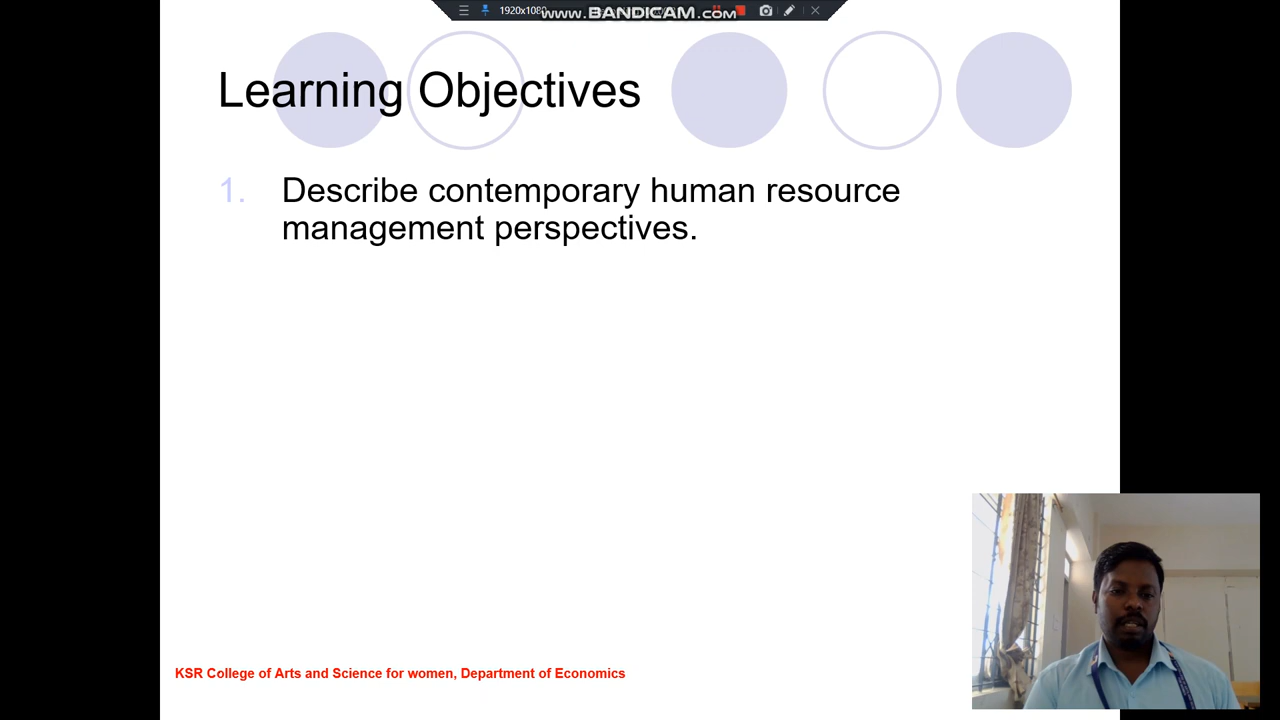 1920x1080
www.BANDICAM.com
Learning Objectives
1. Describe contemporary human resource
management perspectives.
KSR College of Arts and Science for women, Department of Economics